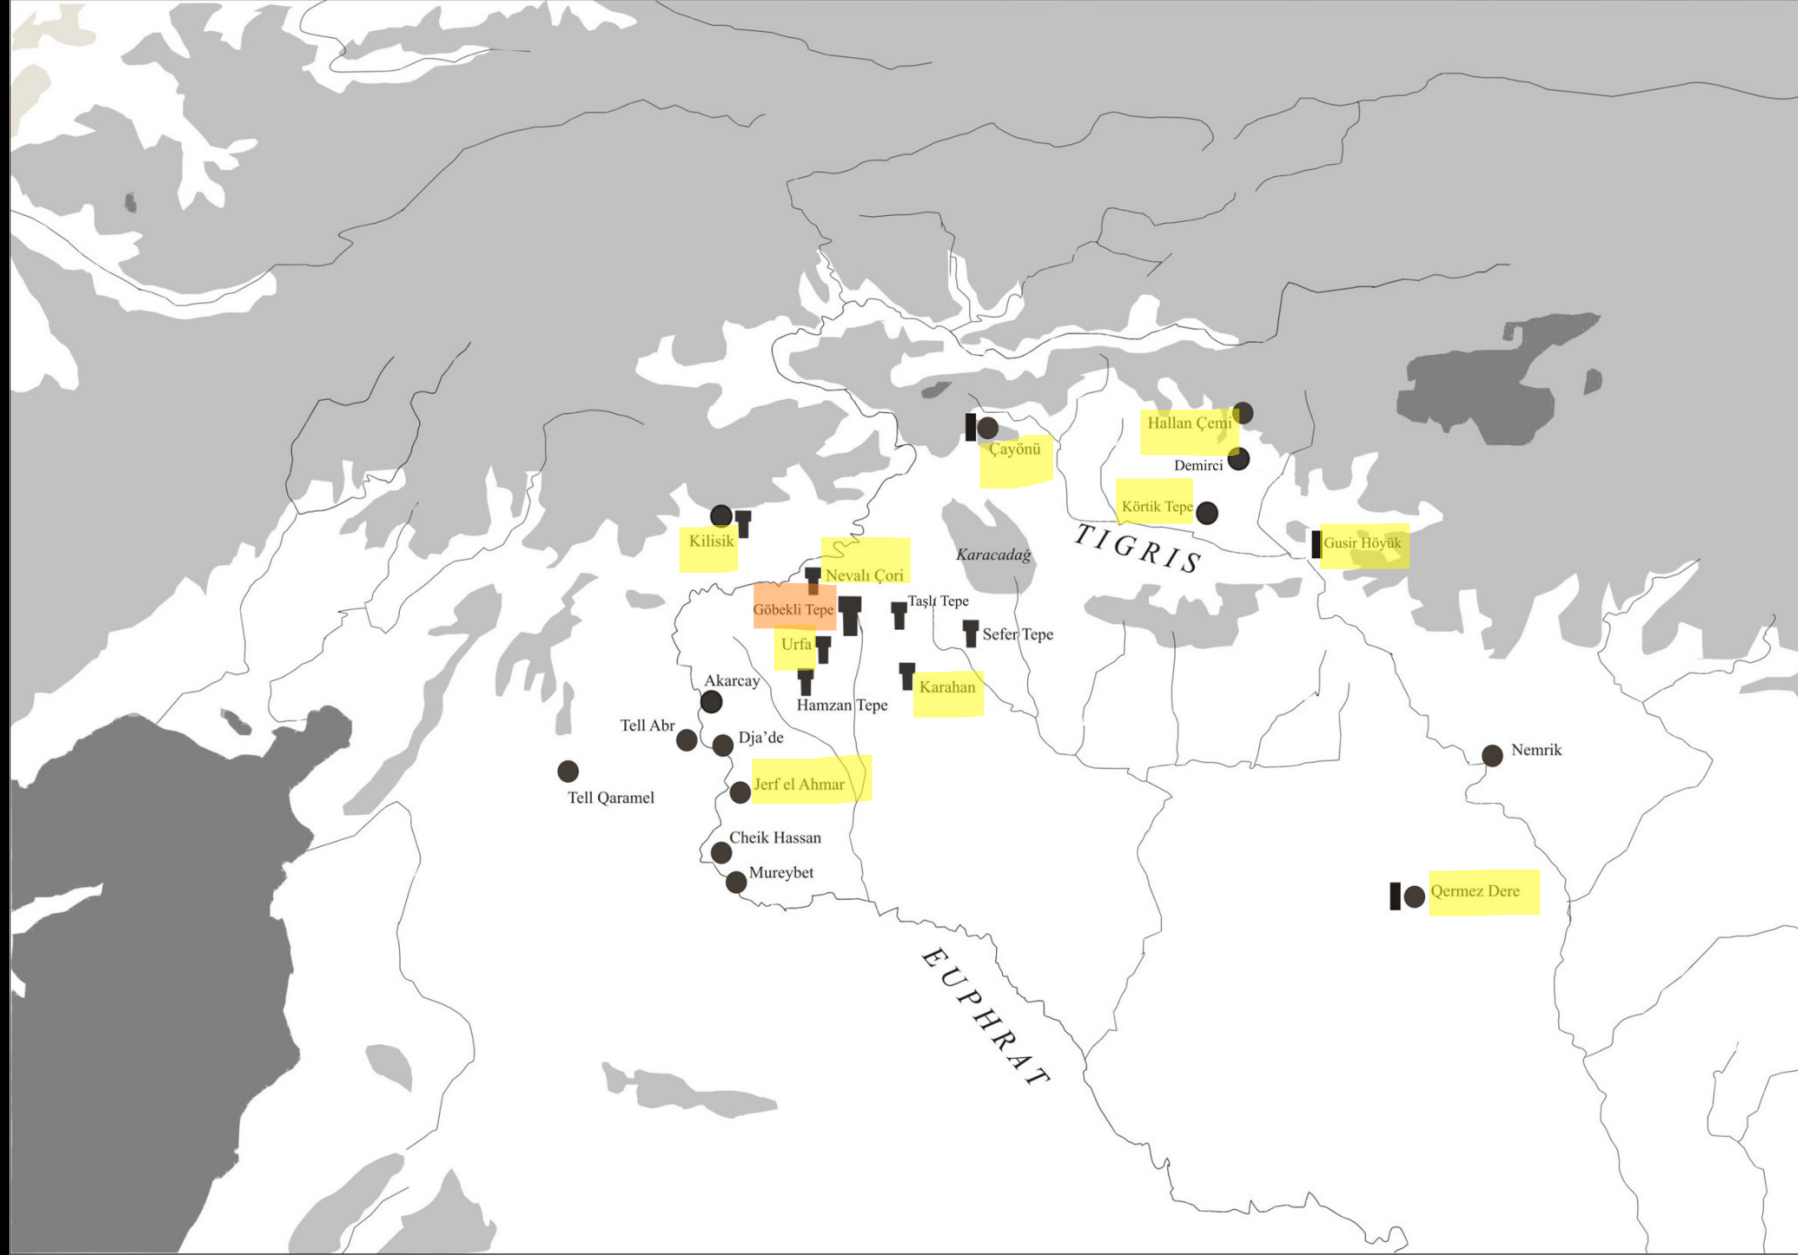 Hallan Çemi
Çayönü
Demirci
Körtik Tepe
TIGRIS
Kilisik
Gusir Höyük
Karacadağ
Nevalı Çori
Göbekli Tepe
Taşlı Tepe
Sefer Tepe
Urfa
Akarcay
Karahan
Hamzan Tepe
Tell Abr
Dja’de
Nemrik
Jerf el Ahmar
Tell Qaramel
Cheik Hassan
Mureybet
Qermez Dere
EUPHRAT